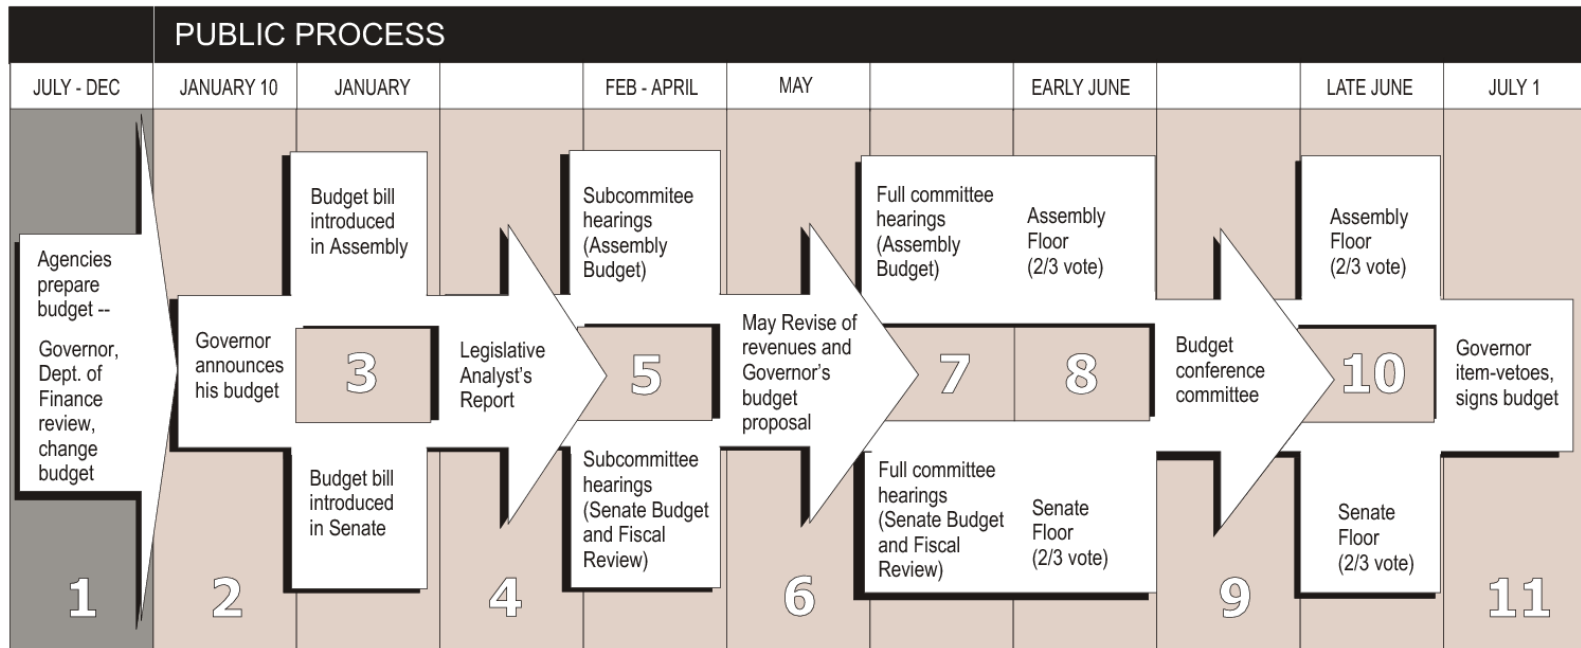 PUBLIC PROCESS
JULY - DEC
JANUARY 10
JANUARY
FEB - APRIL
MAY
EARLY JUNE
LATE JUNE
JULY 1
Agencies
prepare
budget --
Governor,
Dept. of
Finance
review,
change
budget
1
Governor
announces
his budget
2
Budget bill
introduced
in Assembly
3
Budget bill
introduced
in Senate
Legislative
Analyst's
Report
4
Subcommitee
hearings
(Assembly
Budget)
5
Subcommittee
hearings
(Senate Budget
and Fiscal
Review)
May Revise of
revenues and
Governor's
budget
proposal
6
Full committee
hearings
(Assembly
Budget)
7
Full committee
hearings
(Senate Budget
and Fiscal
Review)
Assembly
Floor
(2/3 vote)
8
Senate
Floor
(2/3 vote)
Budget
conference
committee
9
Assembly
Floor
(2/3 vote)
10
Senate
Floor
(2/3 vote)
Governor
item-vetoes,
signs budget
11